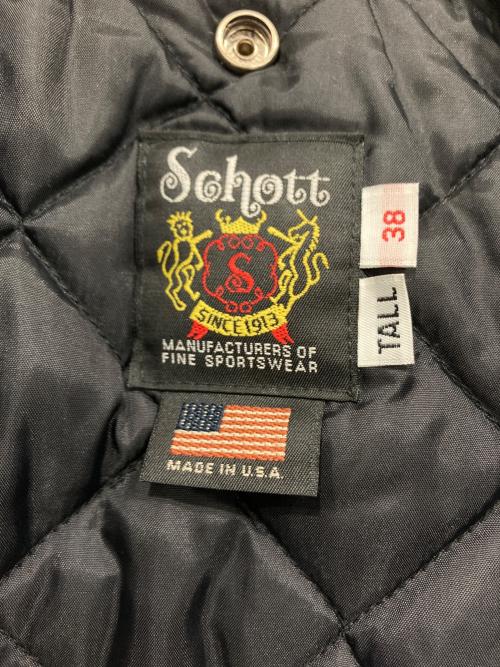 Schott
S
SINCE 1913
MANUFACTURERS OF
FINE SPORTSWEAR
MADE IN U.S.A.
38
TALL